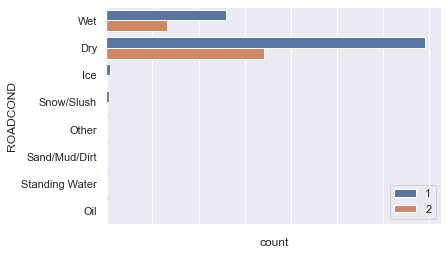 ROADCOND
Wet
Dry
Ice
Snow/Slush
Other
Sand/Mud/Dirt
Standing Water
Oil
1
2
count